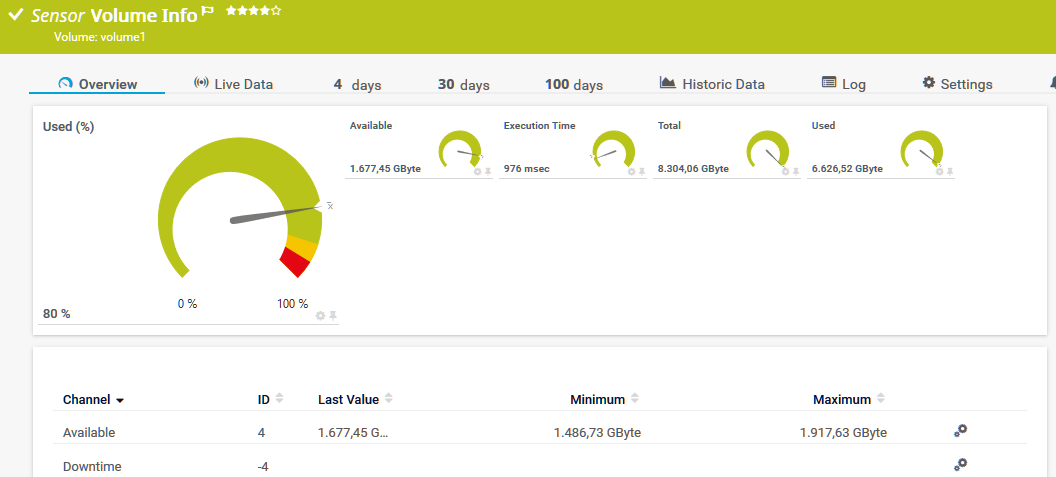 Sensor Volume Info
Volume: volume1
Overview Live Data 4 days 30 days 100 days Historic Data Log Settings
Used (%)
0 % 100 %
80 %
Available
1.677,45 GByte
Execution Time
976 msec
Total
8.304,06 GByte
Used
6.626,52 GByte
Channel ID Last Value Minimum Maximum
Available 4 1.677,45 G... 1.486,73 GByte 1.917,63 GByte
Downtime -4